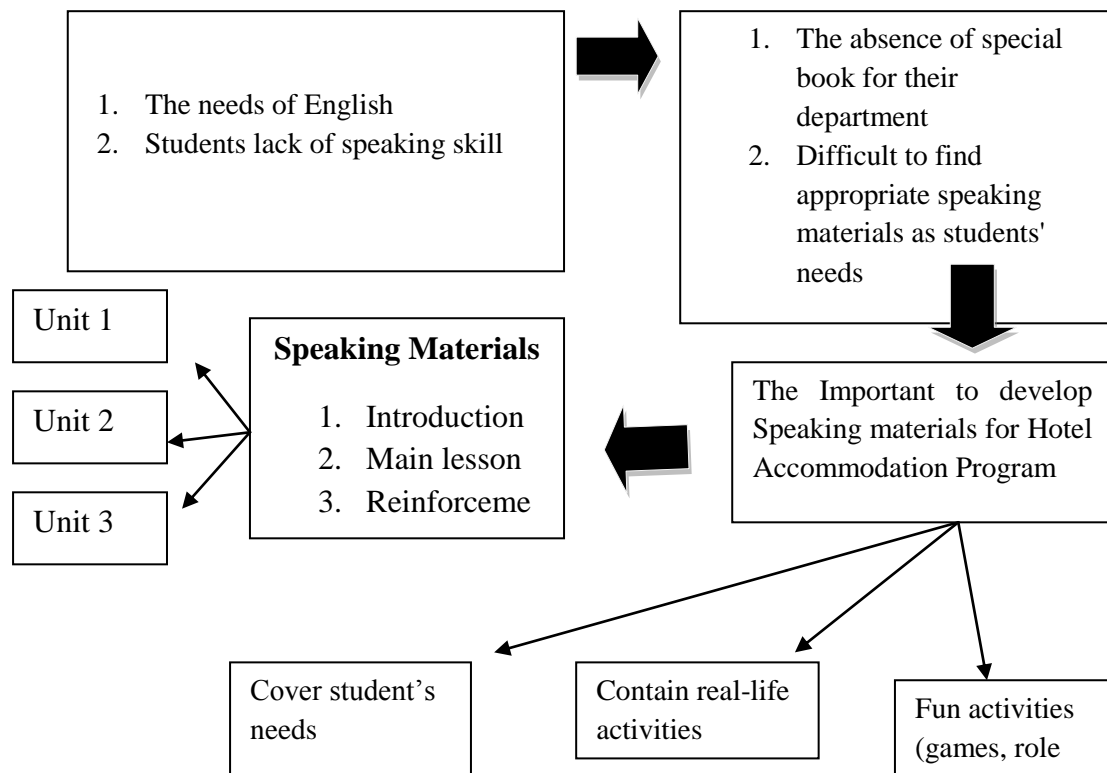 1. The needs of English
2. Students lack of speaking skill
1. The absence of special
book for their
department
2. Difficult to find
appropriate speaking
materials as students'
needs
The Important to develop
Speaking materials for Hotel
Accommodation Program
Speaking Materials
1. Introduction
2. Main lesson
3. Reinforceme
Unit 1
Unit 2
Unit 3
Cover student’s
needs
Contain real-life
activities
Fun activities
(games, role